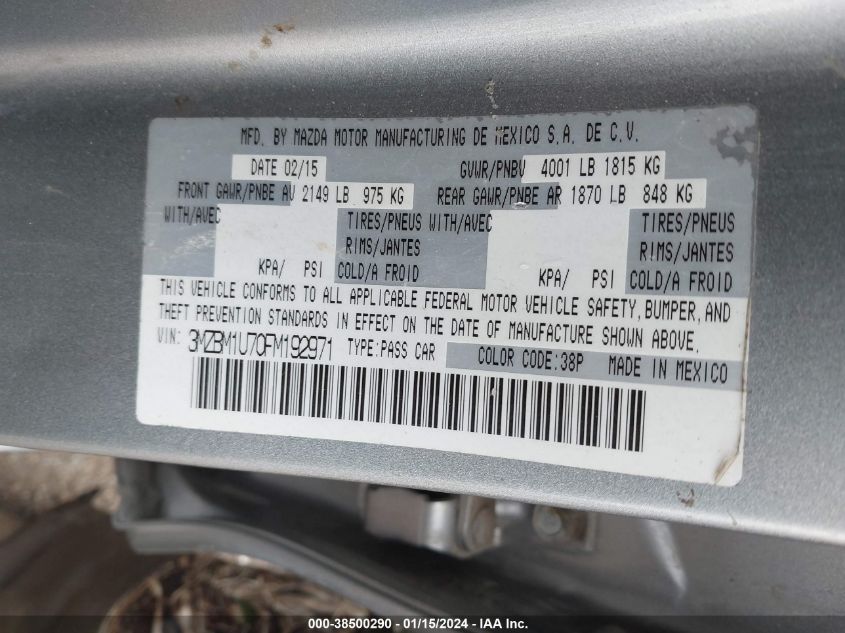 MFD. BY MAZDA MOTOR MANUFACTURING DE MEXICO S.A. DE C.V.
DATE 02/15 GVWR/PNBV 4001 LB 1815 KG
FRONT GAWR/PNBE AV 2149 LB 975 KG REAR GAWR/PNBE AR 1870 LB 848 KG
WITH/AVEC TIRES/PNEUS WITH/AVEC TIRES/PNEUS
RIMS/JANTES RIMS/JANTES
KPA/ PSI COLD/A FROID KPA/ PSI COLD/A FROID
THIS VEHICLE CONFORMS TO ALL APPLICABLE FEDERAL MOTOR VEHICLE SAFETY, BUMPER, AND
THEFT PREVENTION STANDARDS IN EFFECT ON THE DATE OF MANUFACTURE SHOWN ABOVE.
VIN: 3MZBM1U70FM192971 TYPE: PASS CAR COLOR CODE: 38P MADE IN MEXICO
000-38500290 - 01/15/2024 - IAA Inc.